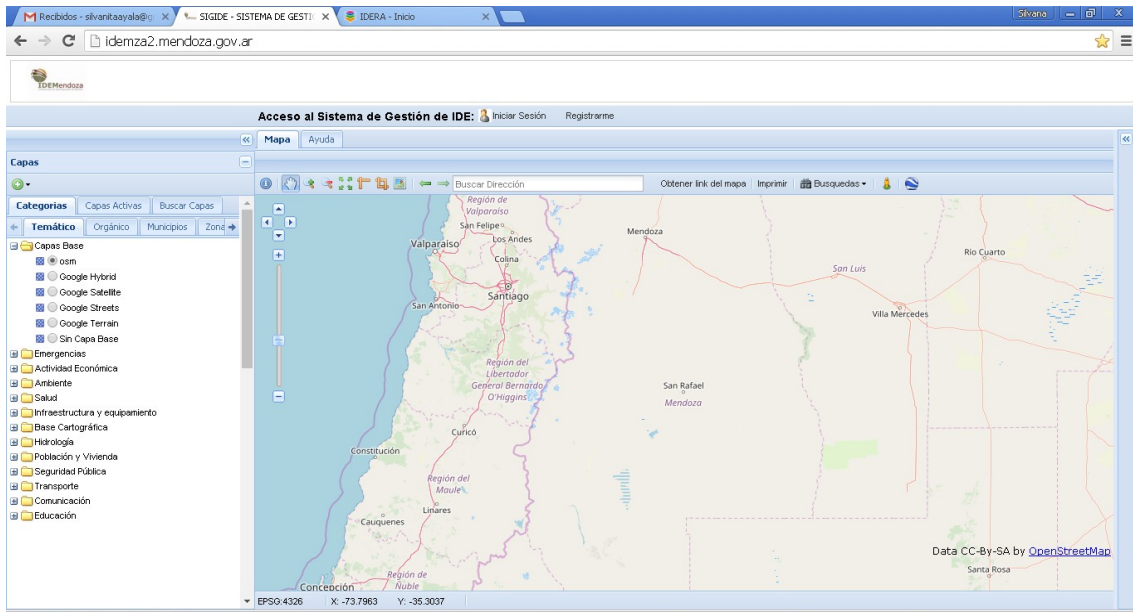 Recibidos - silvanitaayala@g
SIGIDE - SISTEMA DE GESTI
IDERA - Inicio
Silvana
idemza2.mendoza.gov.ar
IDEMendoza
Acceso al Sistema de Gestión de IDE: Iniciar Sesión Registrarme
Mapa Ayuda
Capas
Buscar Dirección
Obtener link del mapa Imprimir Busquedas
Categorias Capas Activas Buscar Capas
Temático Orgánico Municipios Zona
Capas Base
osm
Google Hybrid
Google Satellite
Google Streets
Google Terrain
Sin Capa Base
Emergencias
Actividad Económica
Ambiente
Salud
Infraestructura y equipamiento
Base Cartográfica
Hidrología
Población y Vivienda
Seguridad Pública
Transporte
Comunicación
Educación
Región de
Valparaíso
San Felipe
Los Andes
Valparaíso
Colina
Santiago
San Antonio
Mendoza
San Luis
Río Cuarto
Villa Mercedes
Región del
Libertador
General Bernardo
O'Higgins
San Rafael
Mendoza
Curicó
Constitución
Región del
Maule
Linares
Cauquenes
Región de
Ñuble
Concepción
Data CC-By-SA by OpenStreetMap
Santa Rosa
EPSG:4326 X: -73.7963 Y: -35.3037